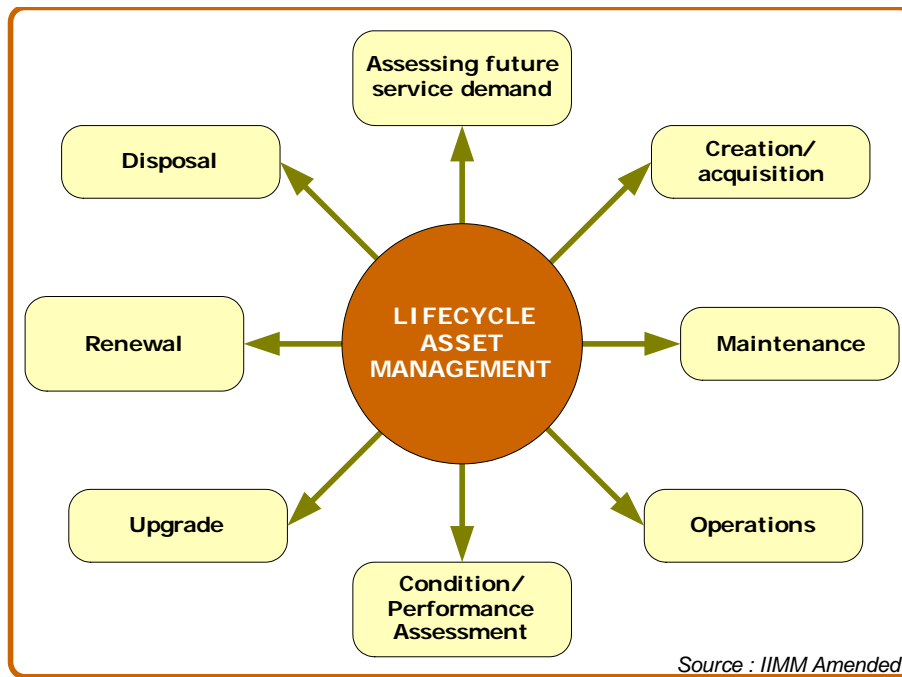 Assessing future
service demand
Creation/
acquisition
Maintenance
Operations
Condition/
Performance
Assessment
Upgrade
Renewal
Disposal
LIFECYCLE
ASSET
MANAGEMENT
Source : IIMM Amended